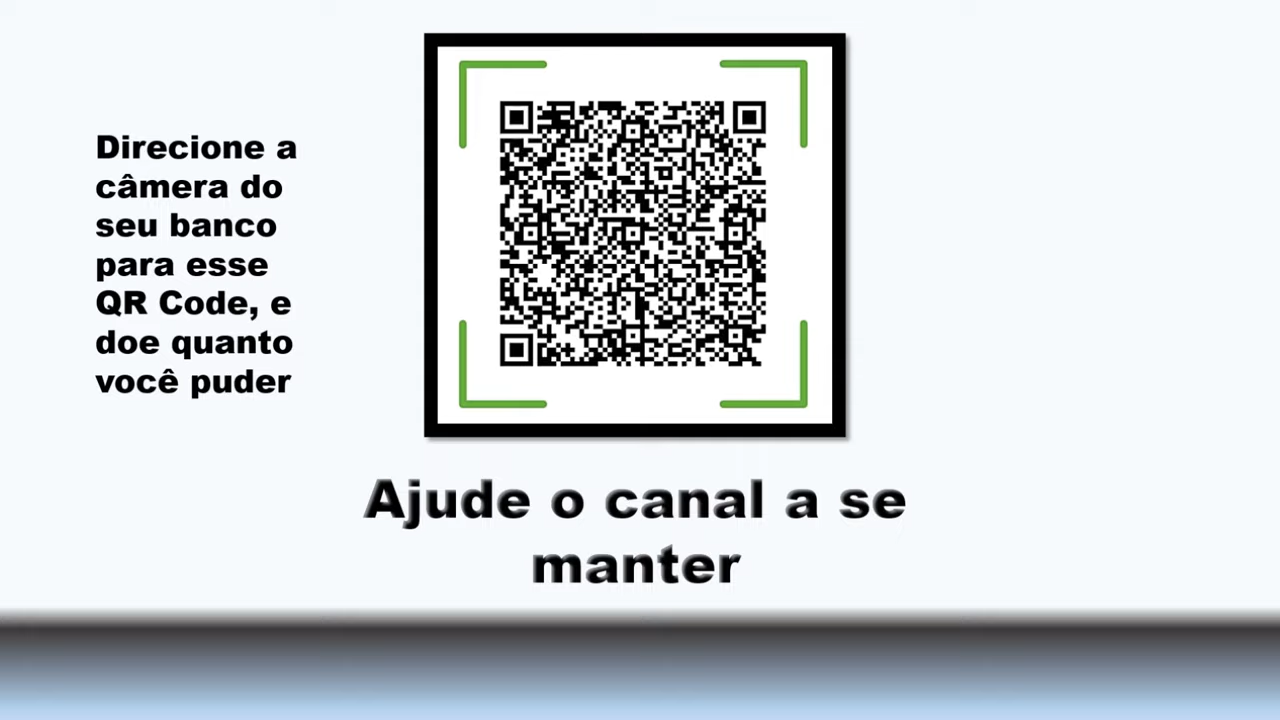 Direcione a
câmera do
seu banco
para esse
QR Code, e
doe quanto
você puder
Ajude o canal a se
manter